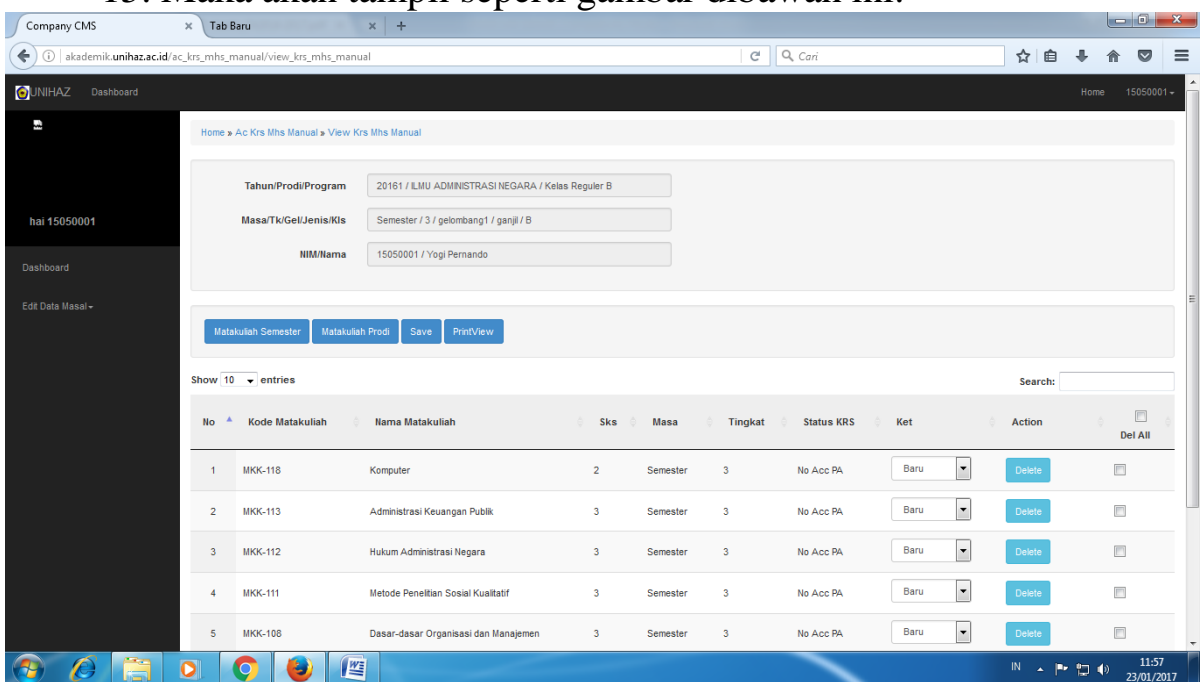 Company CMS
Tab Baru
akademik.unihaz.ac.id/ac_krs_mhs_manual/view_krs_mhs_manual
Cari
UNIHAZ Dashboard Home 15050001
Home » Ac Krs Mhs Manual » View Krs Mhs Manual
hai 15050001
Dashboard
Edit Data Masal
Tahun/Prodi/Program 20161 / ILMU ADMINISTRASI NEGARA / Kelas Reguler B
Masa/Tk/Gel/Jenis/Kls Semester / 3 / gelombang1 / ganjil / B
NIM/Nama 15050001 / Yogi Pernando
Matakuliah Semester Matakuliah Prodi Save PrintView
Show 10 entries Search:
No Kode Matakuliah Nama Matakuliah Sks Masa Tingkat Status KRS Ket Action Del All
1 MKK-118 Komputer 2 Semester 3 No Acc PA Baru Delete
2 MKK-113 Administrasi Keuangan Publik 3 Semester 3 No Acc PA Baru Delete
3 MKK-112 Hukum Administrasi Negara 3 Semester 3 No Acc PA Baru Delete
4 MKK-111 Metode Penelitian Sosial Kualitatif 3 Semester 3 No Acc PA Baru Delete
5 MKK-108 Dasar-dasar Organisasi dan Manajemen 3 Semester 3 No Acc PA Baru Delete
IN 11:57
23/01/2017